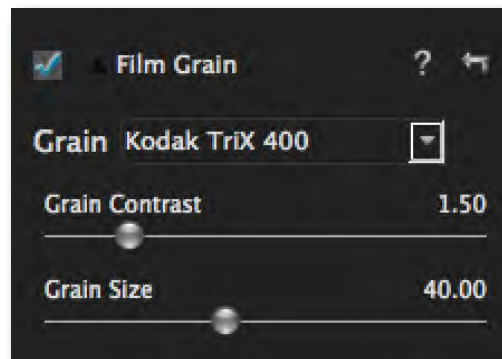 Film Grain ?
Grain Kodak TriX 400
Grain Contrast 1.50
Grain Size 40.00